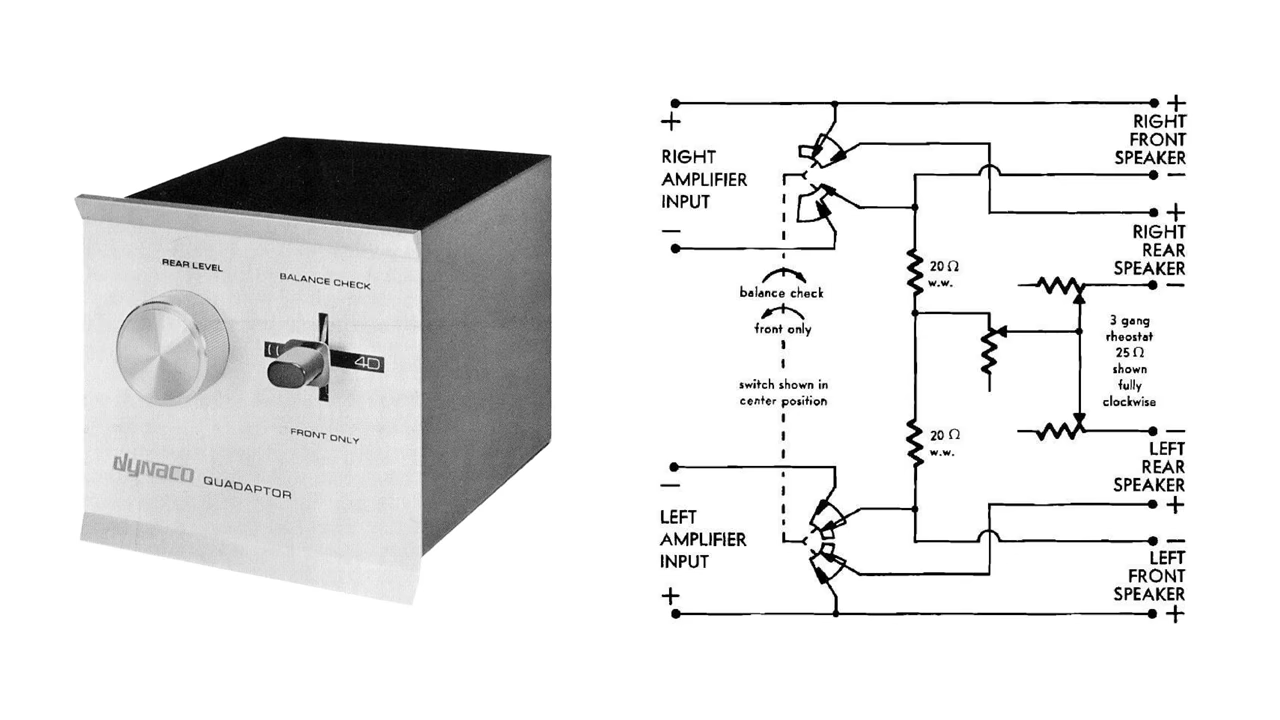 REAR LEVEL
BALANCE CHECK
4D
FRONT ONLY
dynaco QUADAPTOR
+
RIGHT
AMPLIFIER
INPUT
−
balance check
front only
switch shown in
center position
−
LEFT
AMPLIFIER
INPUT
+
20 Ω
w.w.
20 Ω
w.w.
3 gang
rheostat
25 Ω
shown
fully
clockwise
+
RIGHT
FRONT
SPEAKER
−
+
RIGHT
REAR
SPEAKER
−
−
LEFT
REAR
SPEAKER
+
−
LEFT
FRONT
SPEAKER
+